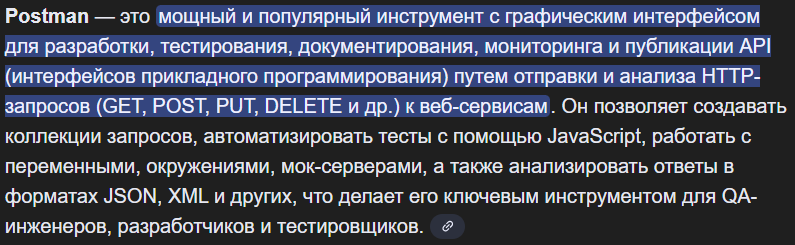 Postman — это мощный и популярный инструмент с графическим интерфейсом
для разработки, тестирования, документирования, мониторинга и публикации API
(интерфейсов прикладного программирования) путем отправки и анализа HTTP-
запросов (GET, POST, PUT, DELETE и др.) к веб-сервисам. Он позволяет создавать
коллекции запросов, автоматизировать тесты с помощью JavaScript, работать с
переменными, окружениями, мок-серверами, а также анализировать ответы в
форматах JSON, XML и других, что делает его ключевым инструментом для QA-
инженеров, разработчиков и тестировщиков.